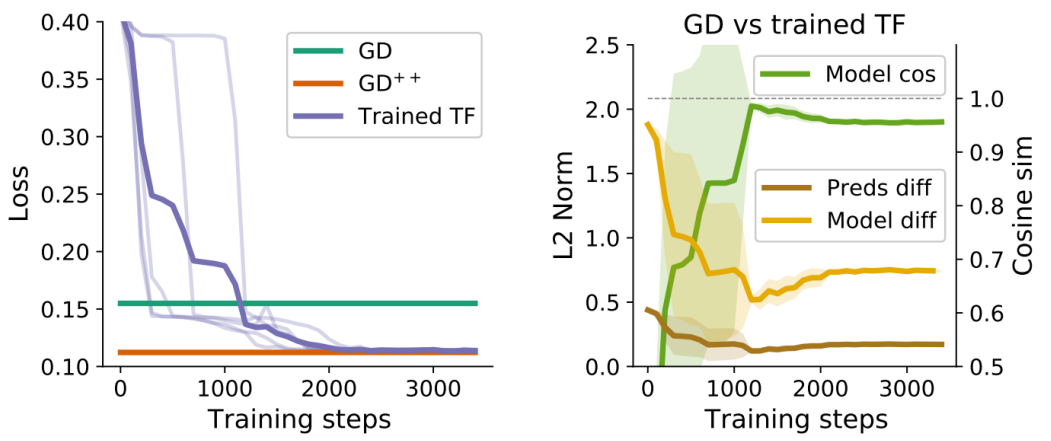 0.40
0.35
0.30
0.25
0.20
0.15
0.10
Loss
0 1000 2000 3000
Training steps
GD
GD++
Trained TF
GD vs trained TF
2.5
2.0
1.5
1.0
0.5
0.0
L2 Norm
0 1000 2000 3000
Training steps
Model cos
Preds diff
Model diff
1.0
0.9
0.8
0.7
0.6
0.5
Cosine sim